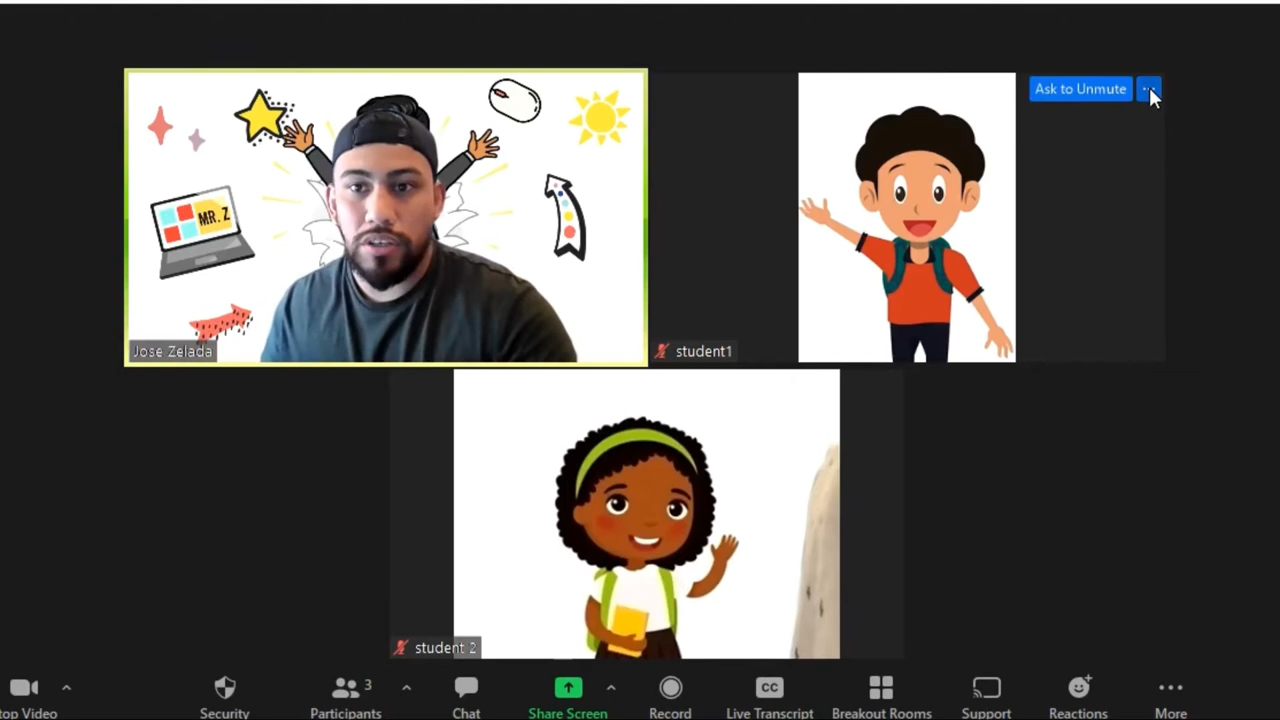 MR. Z
Jose Zelada
Ask to Unmute
student1
student 2
top Video
Security
Participants
3
Chat
Share Screen
Record
CC
Live Transcript
Breakout Rooms
Support
Reactions
More